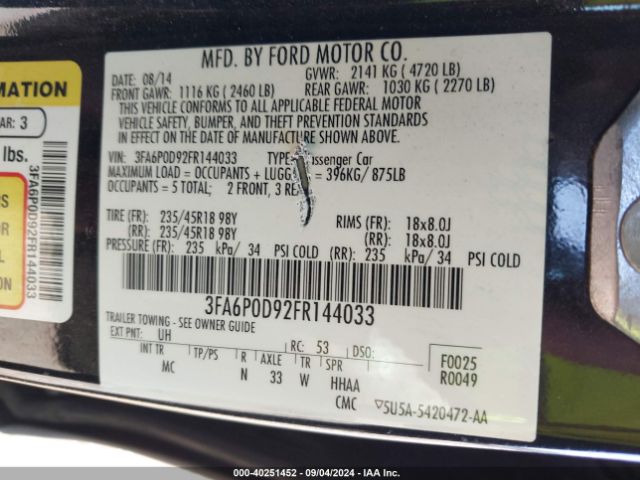 MFD. BY FORD MOTOR CO.
DATE: 08/14 GVWR: 2141 KG ( 4720 LB)
FRONT GAWR: 1116 KG ( 2460 LB) REAR GAWR: 1030 KG ( 2270 LB)
THIS VEHICLE CONFORMS TO ALL APPLICABLE FEDERAL MOTOR
VEHICLE SAFETY, BUMPER, AND THEFT PREVENTION STANDARDS
IN EFFECT ON THE DATE OF MANUFACTURE SHOWN ABOVE.
VIN: 3FA6P0D92FR144033 TYPE: Passenger Car
MAXIMUM LOAD = OCCUPANTS + = 396KG/ 875LB
OCCUPANTS = 5 TOTAL; 2 FRONT, 3
TIRE (FR): 235/45R18 98Y RIMS (FR): 18x8.0J
(RR): 235/45R18 98Y (RR): 18x8.0J
PRESSURE (FR): 235 kPa/ 34 PSI COLD (RR): 235 kPa/ 34 PSI COLD
3FA6P0D92FR144033
TRAILER TOWING - SEE OWNER GUIDE
EXT PNT: UH RC: 53 DSO: F0025
R0049
INT TR TP/PS R AXLE TR SPR
MC N 33 W HHAA
CMC ▽5U5A-5420472-AA
MATION
AR: 3
lbs.
S
OR
L
S
3FA6P0D92FR144033
000-40251452 - 09/04/2024 - IAA Inc.